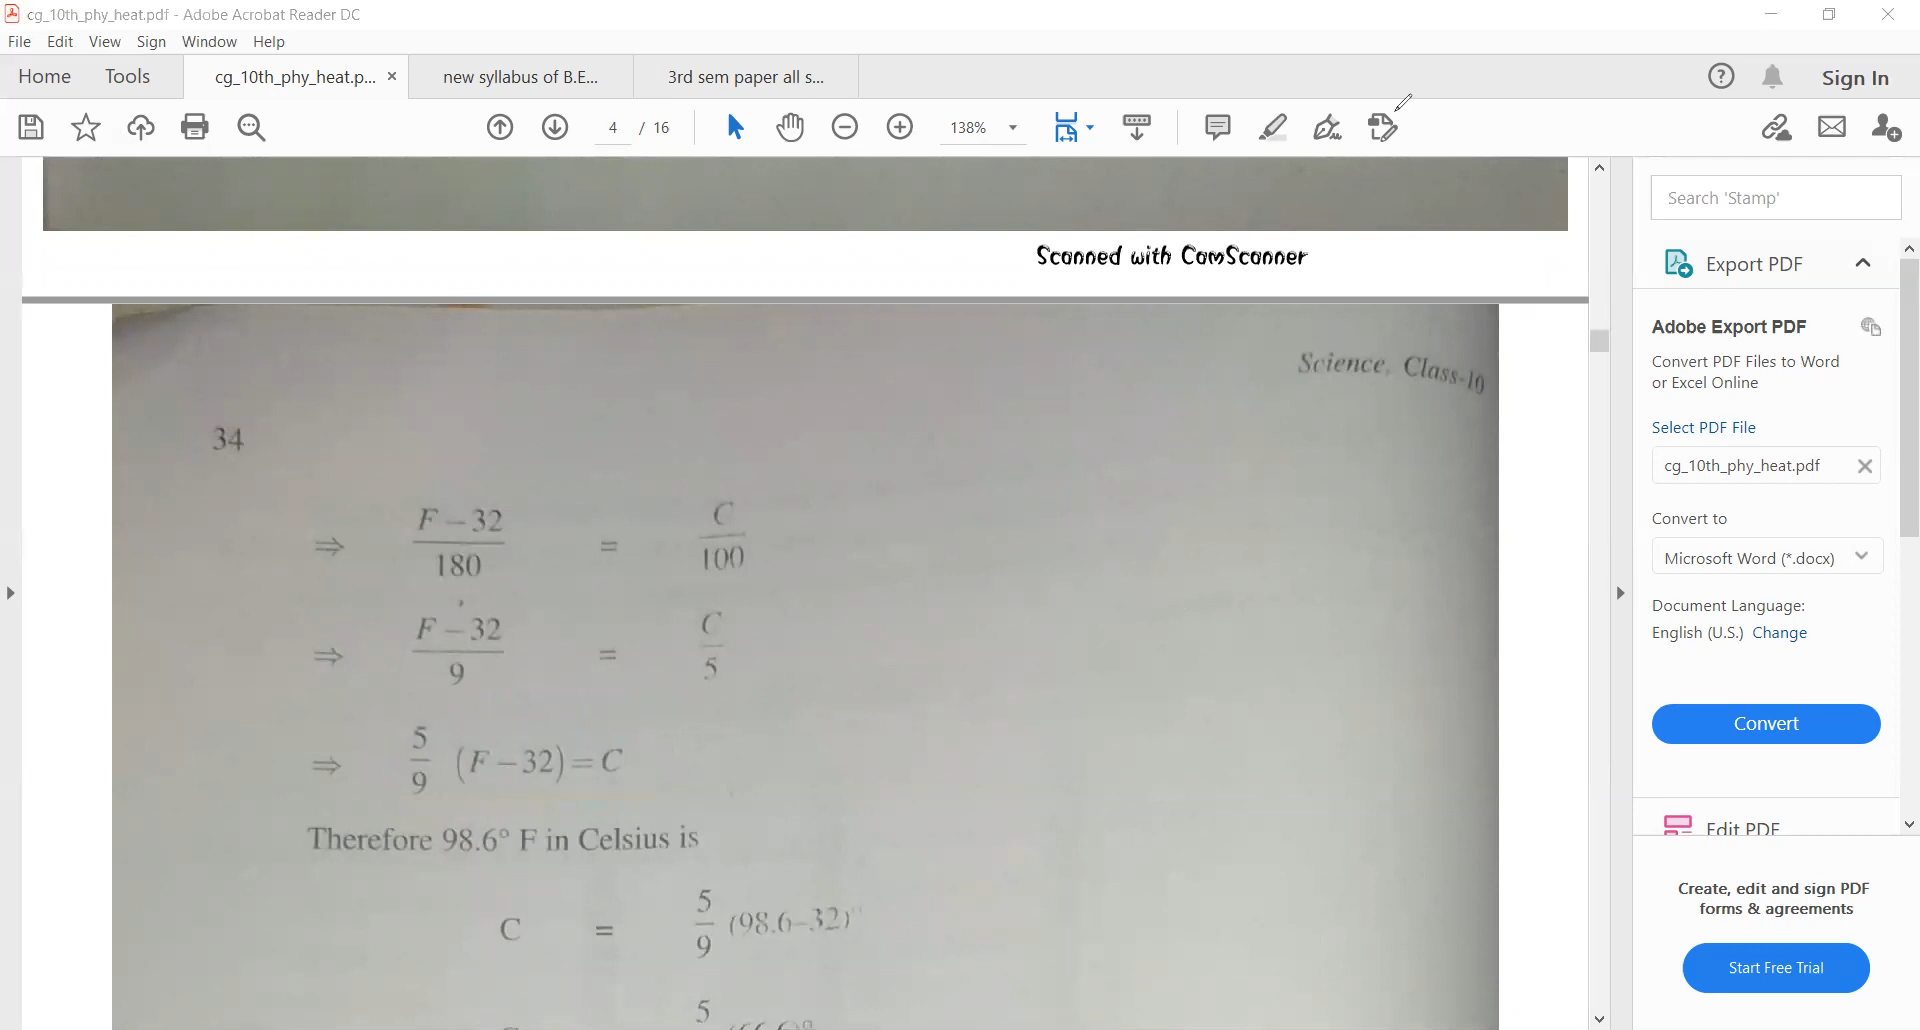 cg_10th_phy_heat.pdf - Adobe Acrobat Reader DC
File Edit View Sign Window Help
Home Tools cg_10th_phy_heat.p... × new syllabus of B.E... 3rd sem paper all s... Sign In
4 / 16 138%
Scanned with CamScanner
Science, Class-10
34
⇒ F – 32 / 180 = C / 100
⇒ F – 32 / 9 = C / 5
⇒ 5 / 9 (F – 32) = C
Therefore 98.6° F in Celsius is
C = 5 / 9 (98.6–32)°
5
Search 'Stamp'
Export PDF
Adobe Export PDF
Convert PDF Files to Word
or Excel Online
Select PDF File
cg_10th_phy_heat.pdf
Convert to
Microsoft Word (*.docx)
Document Language:
English (U.S.) Change
Convert
Edit PDF
Create, edit and sign PDF
forms & agreements
Start Free Trial